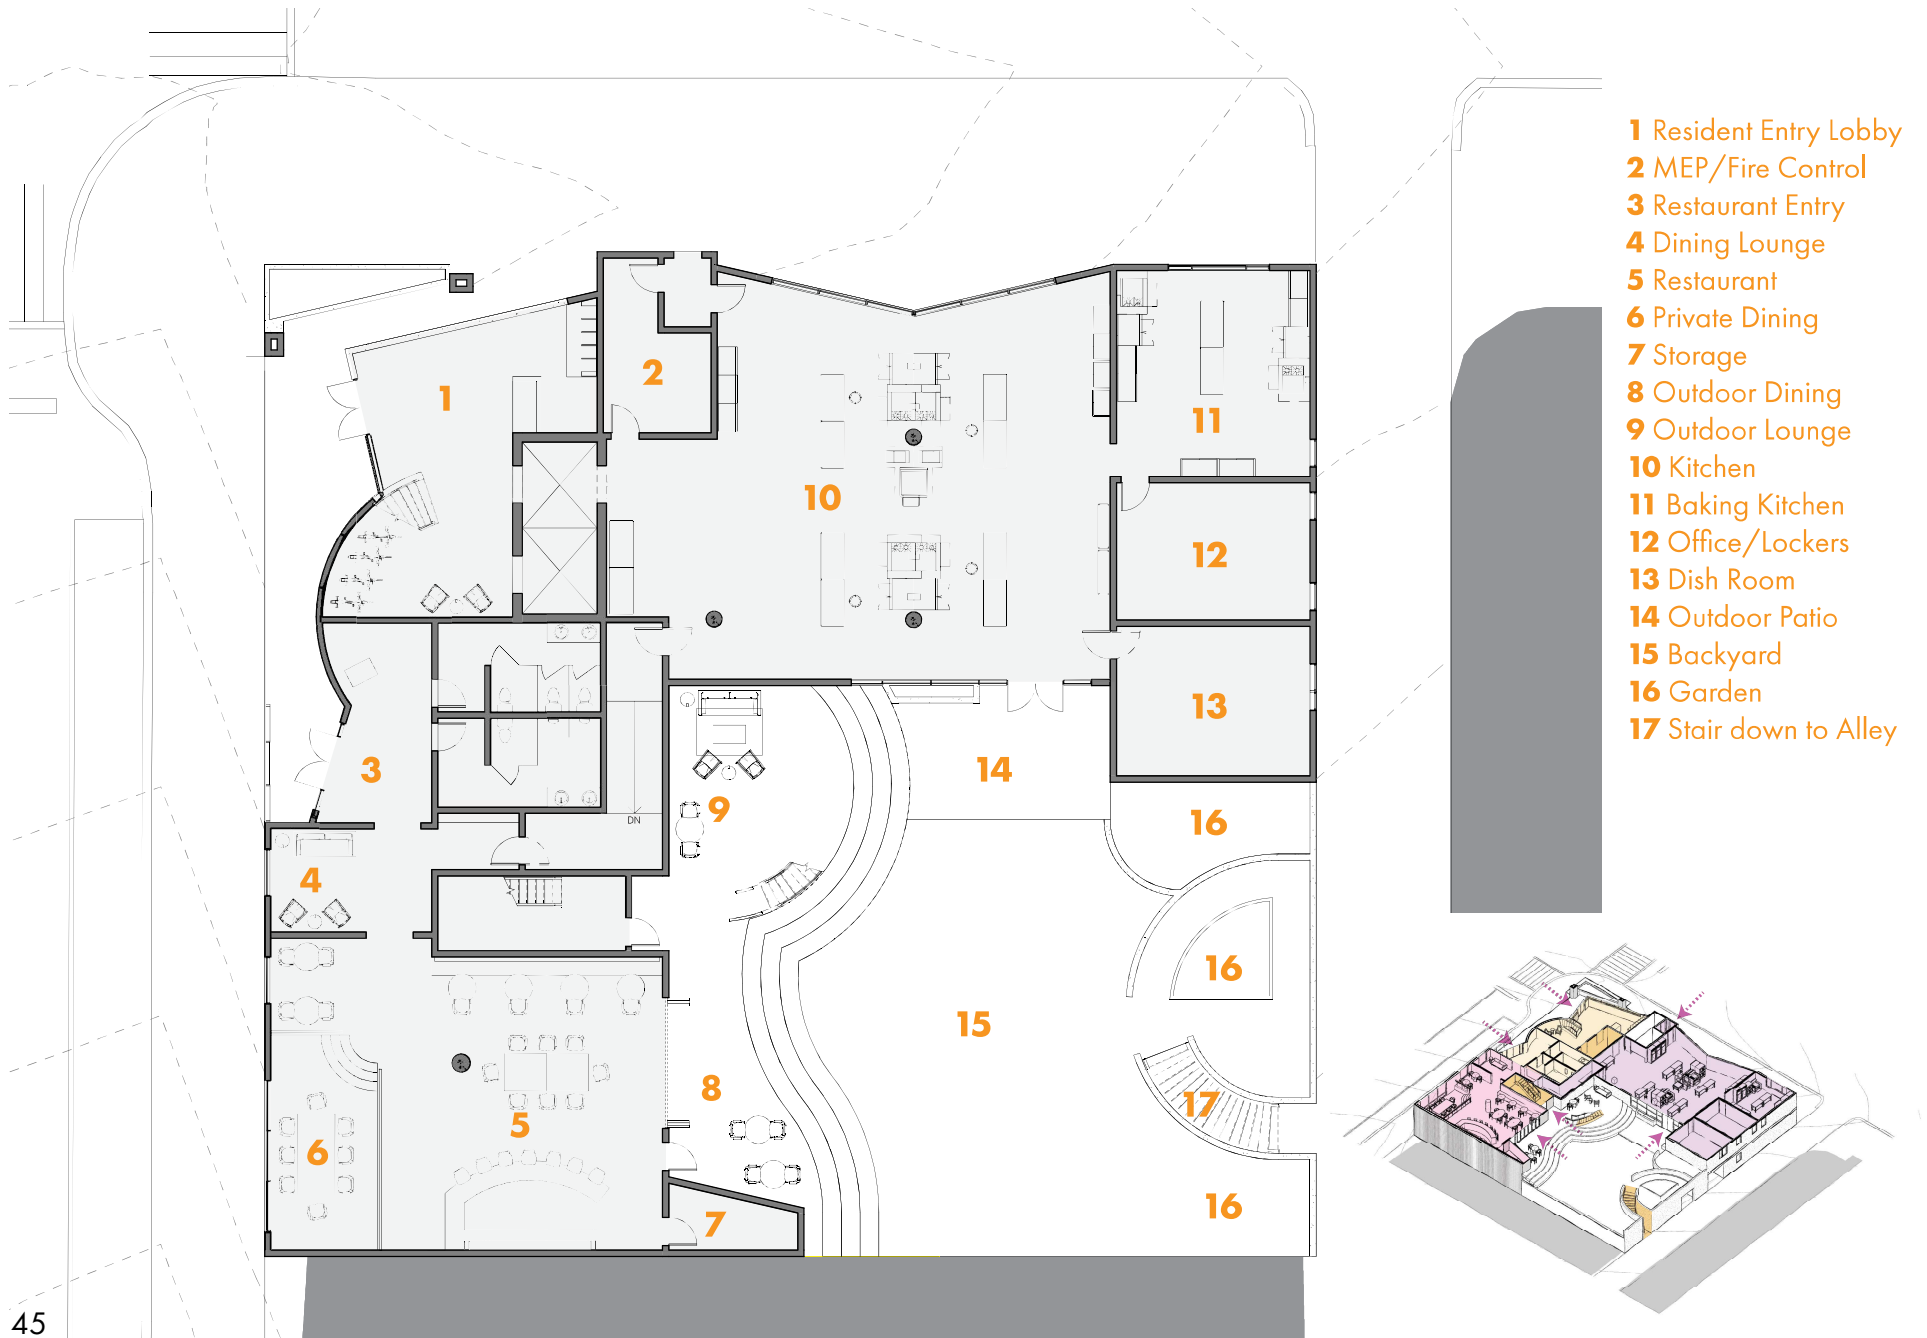 1 Resident Entry Lobby
2 MEP/Fire Control
3 Restaurant Entry
4 Dining Lounge
5 Restaurant
6 Private Dining
7 Storage
8 Outdoor Dining
9 Outdoor Lounge
10 Kitchen
11 Baking Kitchen
12 Office/Lockers
13 Dish Room
14 Outdoor Patio
15 Backyard
16 Garden
17 Stair down to Alley
1
2
11
10
12
13
3
14
9
DN
16
4
16
15
8
17
5
6
16
7
45